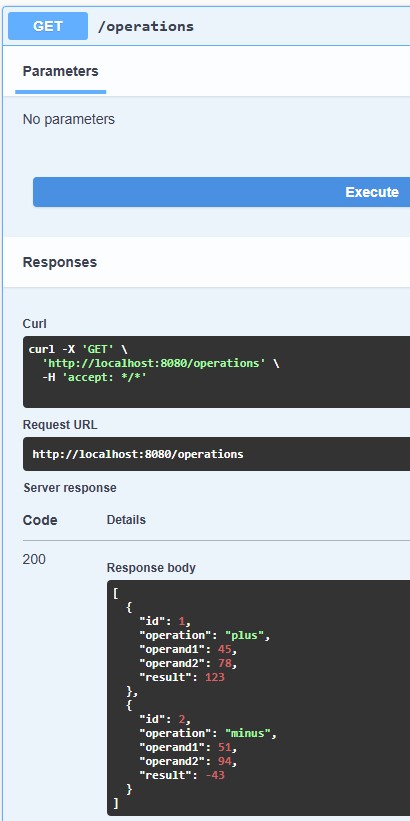 GET /operations
Parameters
No parameters
Execute
Responses
Curl
curl -X 'GET' \
  'http://localhost:8080/operations' \
  -H 'accept: */*'
Request URL
http://localhost:8080/operations
Server response
Code Details
200
Response body
[
  {
    "id": 1,
    "operation": "plus",
    "operand1": 45,
    "operand2": 78,
    "result": 123
  },
  {
    "id": 2,
    "operation": "minus",
    "operand1": 51,
    "operand2": 94,
    "result": -43
  }
]